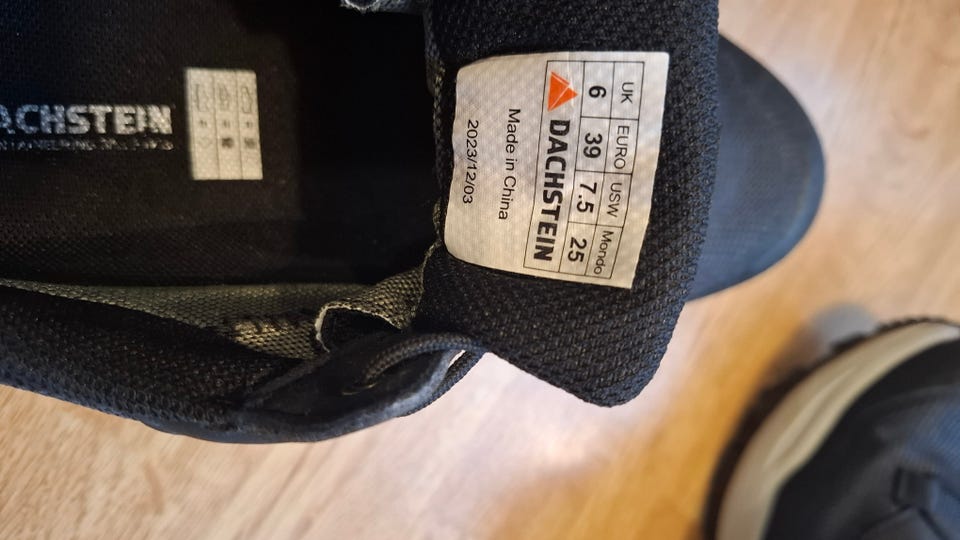 UK EURO USW Mondo
6 39 7.5 25
DACHSTEIN
Made in China
2023/12/03
DACHSTEIN